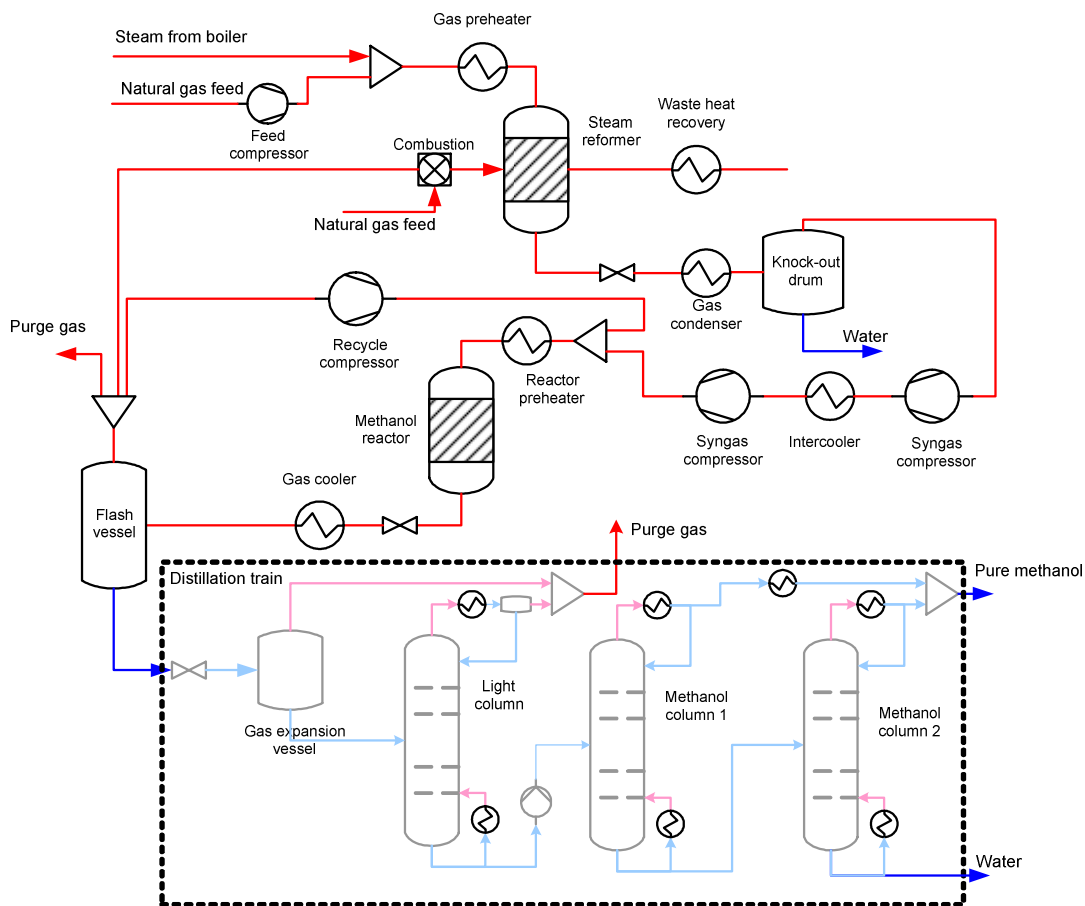 Gas preheater
Steam from boiler
Natural gas feed
Feed
compressor
Combustion
Steam
reformer
Waste heat
recovery
Natural gas feed
Knock-out
drum
Gas
condenser
Water
Purge gas
Recycle
compressor
Reactor
preheater
Methanol
reactor
Syngas
compressor
Intercooler
Syngas
compressor
Gas cooler
Flash
vessel
Purge gas
Distillation train
Pure methanol
Light
column
Methanol
column 1
Methanol
column 2
Gas expansion
vessel
Water